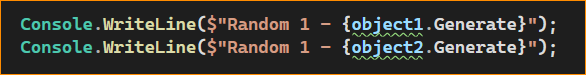 Console.WriteLine($"Random 1 - {object1.Generate}");
Console.WriteLine($"Random 1 - {object2.Generate}");